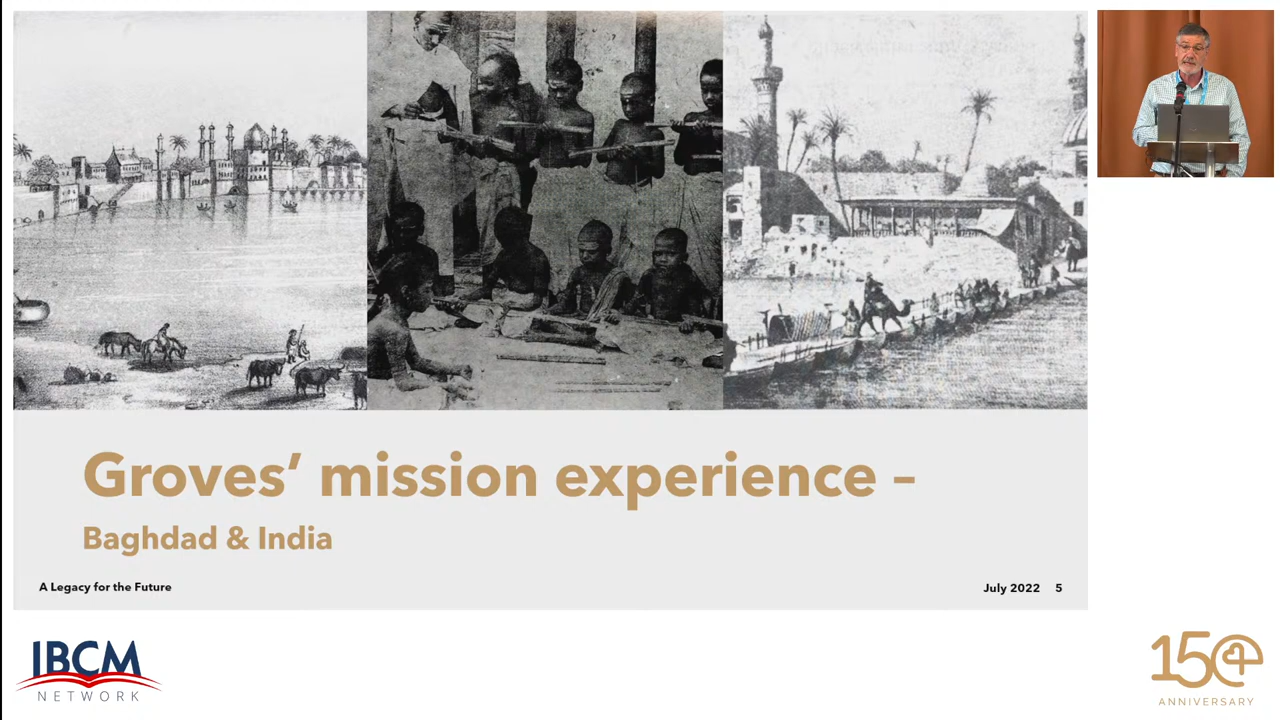 Groves’ mission experience –
Baghdad & India
A Legacy for the Future
July 2022 5
IBCM
NETWORK
150
ANNIVERSARY